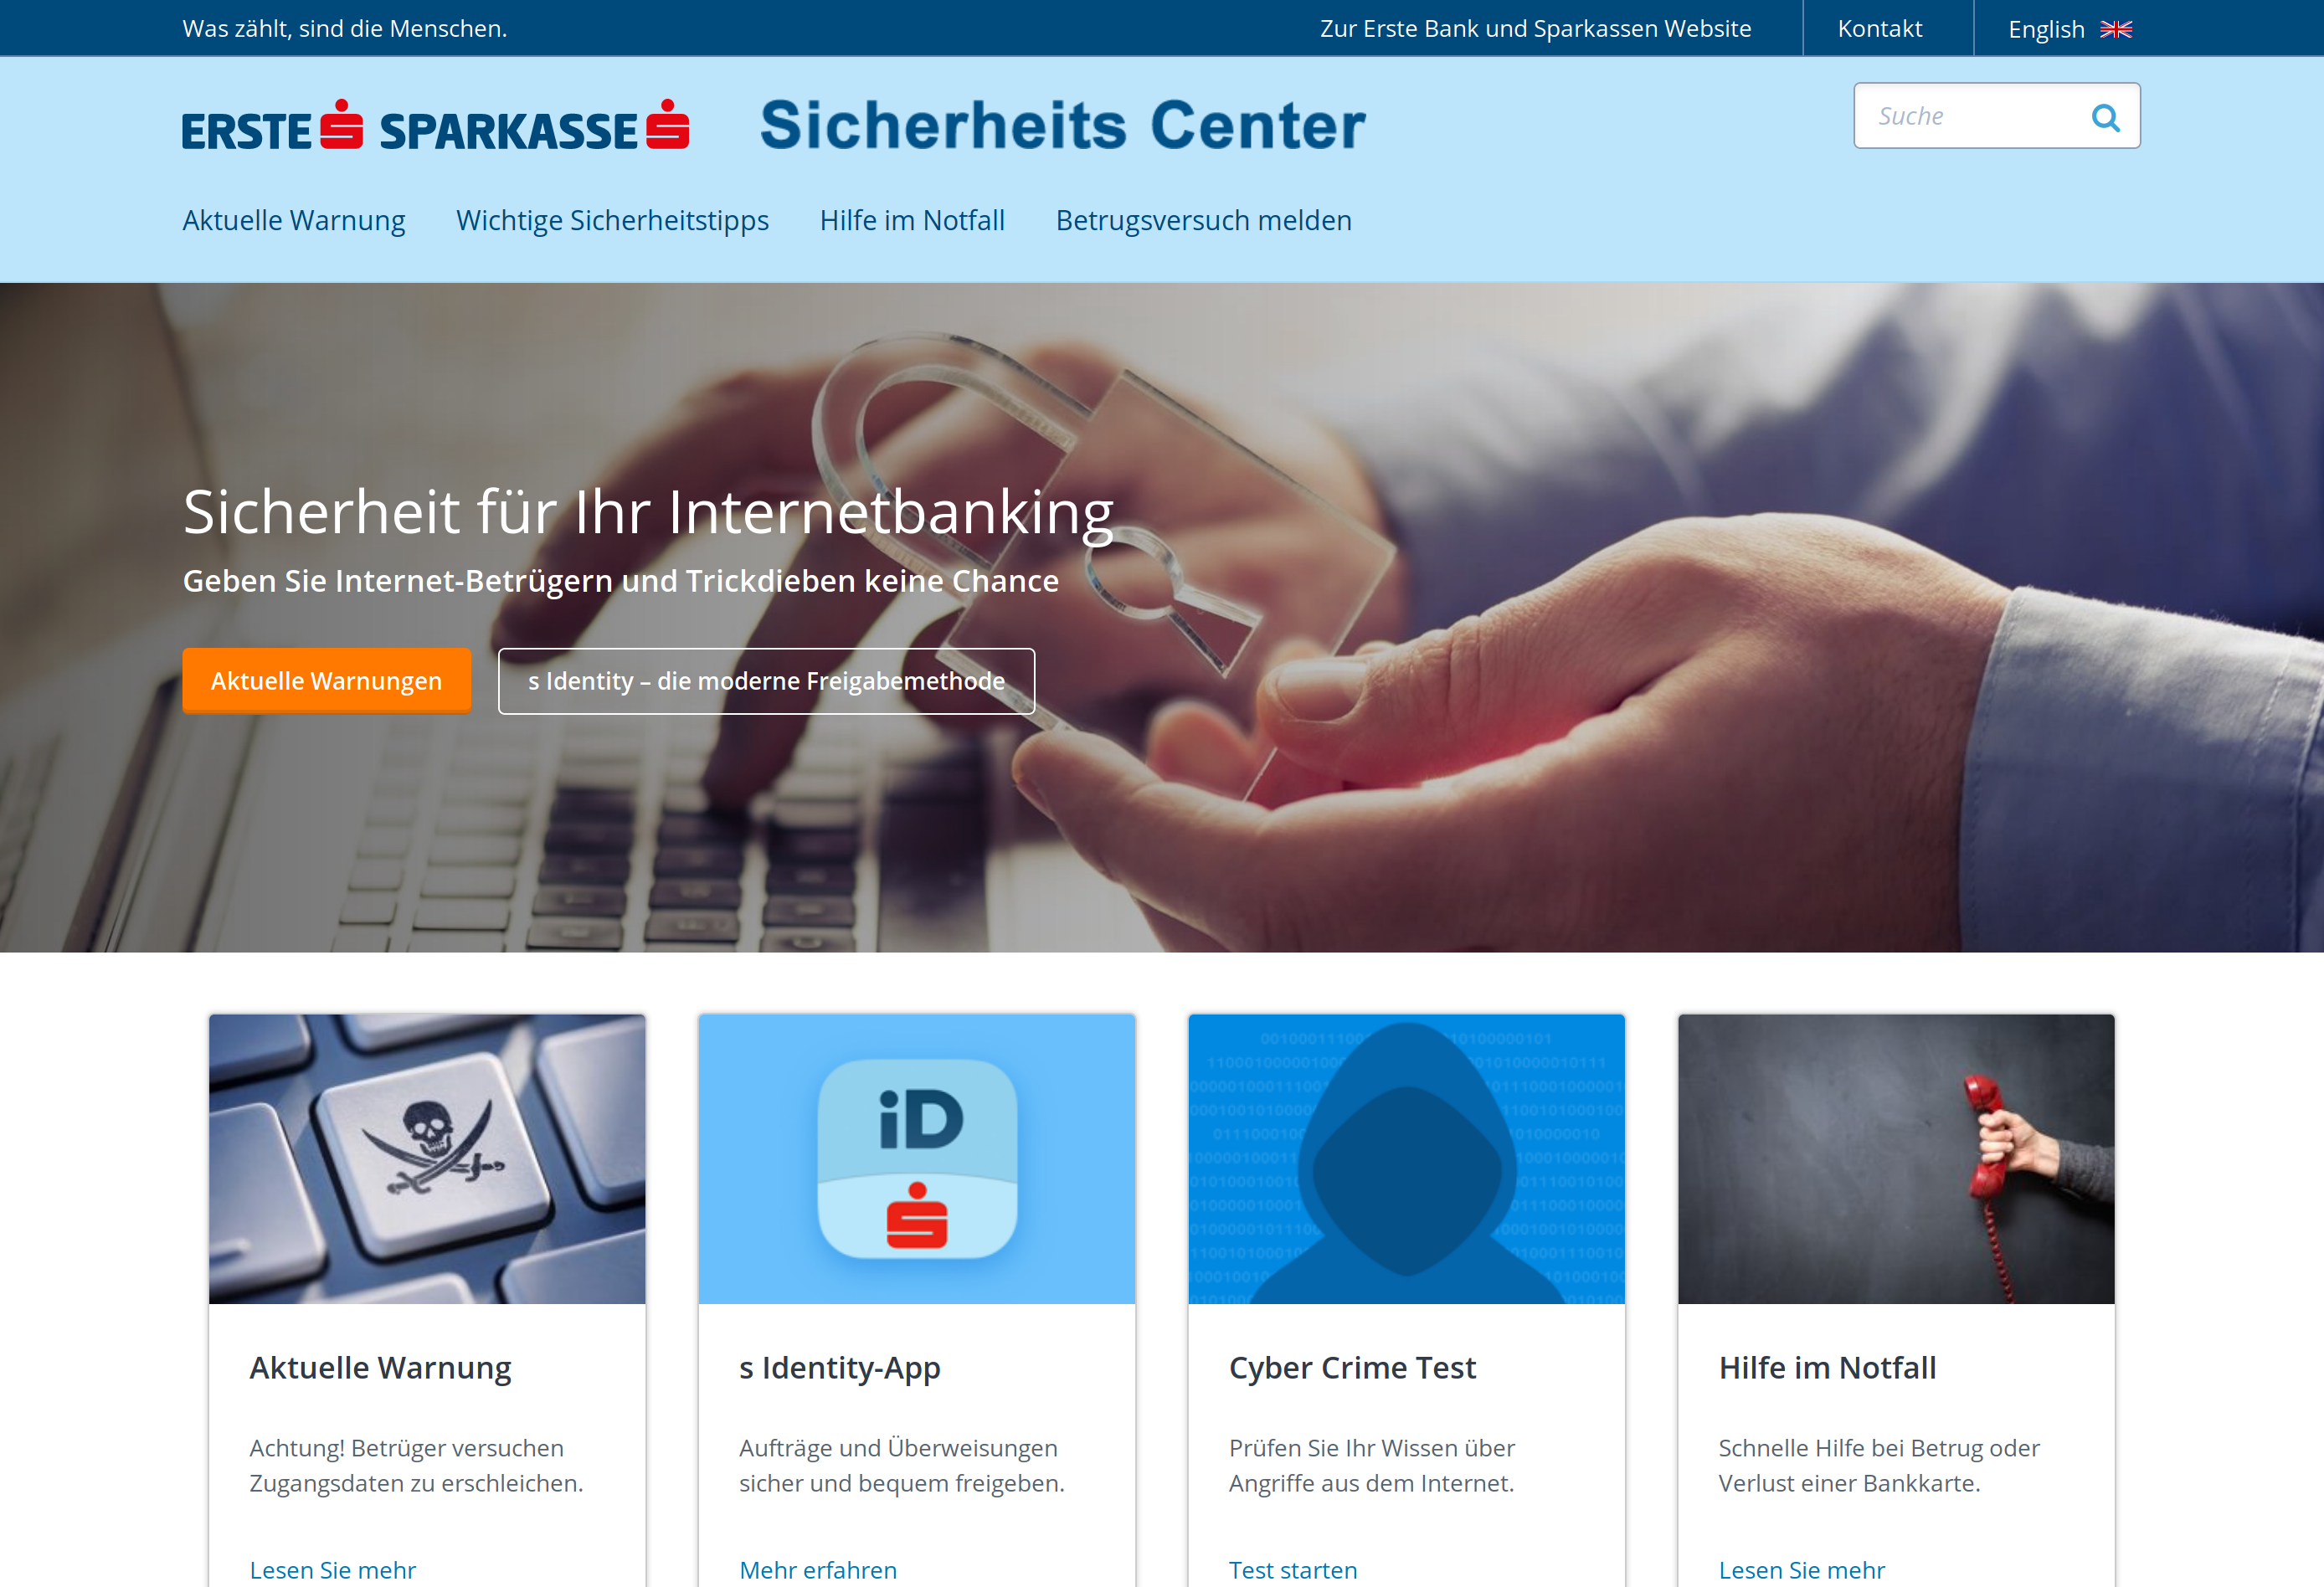 Was zählt, sind die Menschen.
Zur Erste Bank und Sparkassen Website
Kontakt
English
ERSTE SPARKASSE
Sicherheits Center
Suche
Aktuelle Warnung
Wichtige Sicherheitstipps
Hilfe im Notfall
Betrugsversuch melden
Sicherheit für Ihr Internetbanking
Geben Sie Internet-Betrügern und Trickdieben keine Chance
Aktuelle Warnungen
s Identity – die moderne Freigabemethode
iD
Aktuelle Warnung
Achtung! Betrüger versuchen
Zugangsdaten zu erschleichen.
Lesen Sie mehr
s Identity-App
Aufträge und Überweisungen
sicher und bequem freigeben.
Mehr erfahren
Cyber Crime Test
Prüfen Sie Ihr Wissen über
Angriffe aus dem Internet.
Test starten
Hilfe im Notfall
Schnelle Hilfe bei Betrug oder
Verlust einer Bankkarte.
Lesen Sie mehr